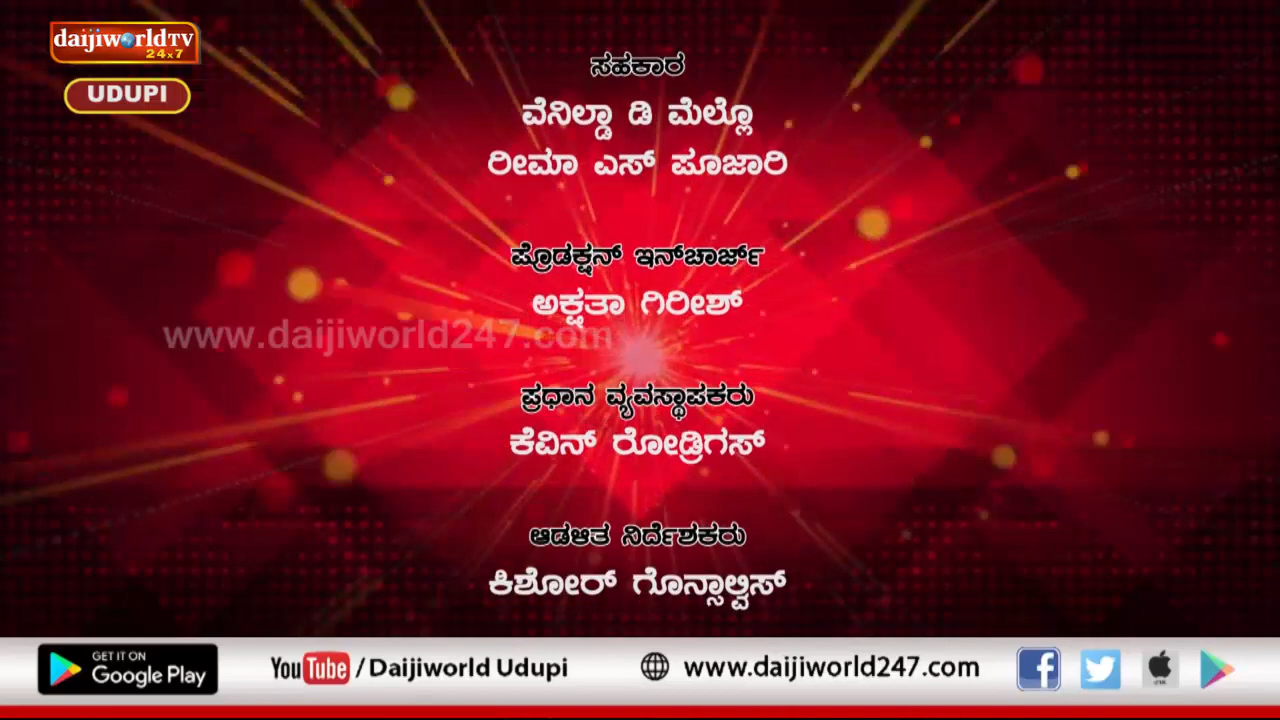 daijiworldTV
24x7
UDUPI
ಸಹಕಾರ
ವೆನಿಲ್ಡಾ ಡಿ ಮೆಲ್ಲೊ
ರೀಮಾ ಎಸ್ ಪೂಜಾರಿ
ಪ್ರೊಡಕ್ಷನ್ ಇನ್‌ಚಾರ್ಜ್
ಅಕ್ಷತಾ ಗಿರೀಶ್
www.daijiworld247.com
ಪ್ರಧಾನ ವ್ಯವಸ್ಥಾಪಕರು
ಕೆವಿನ್ ರೋಡ್ರಿಗಸ್
ಆಡಳಿತ ನಿರ್ದೇಶಕರು
ಕಿಶೋರ್ ಗೊನ್ಸಾಲ್ವಿಸ್
GET IT ON
Google Play
YouTube /Daijiworld Udupi
www.daijiworld247.com